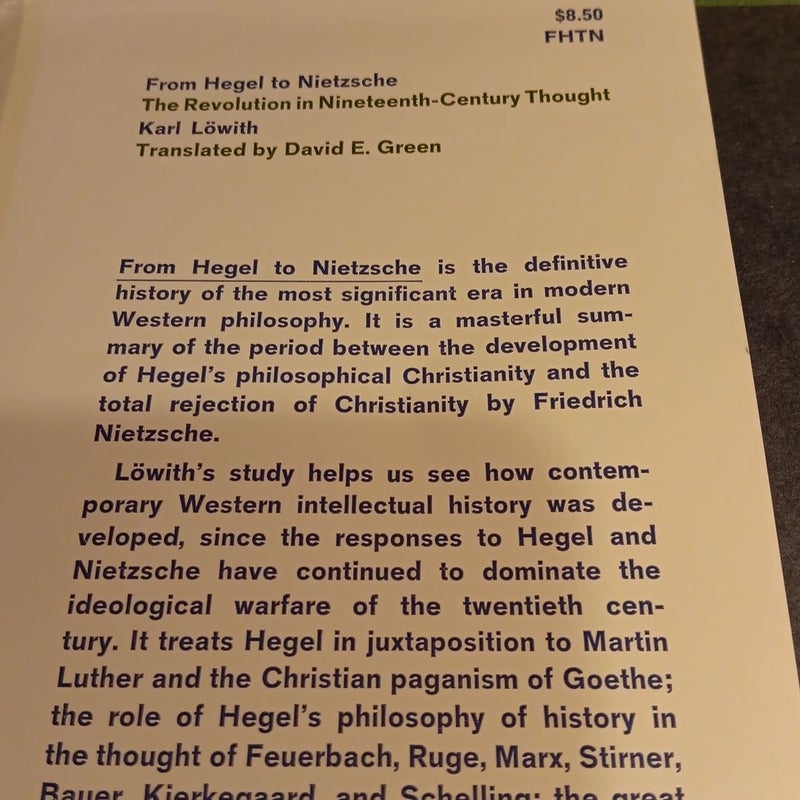 $8.50
FHTN
From Hegel to Nietzsche
The Revolution in Nineteenth-Century Thought
Karl Löwith
Translated by David E. Green
From Hegel to Nietzsche is the definitive
history of the most significant era in modern
Western philosophy. It is a masterful sum-
mary of the period between the development
of Hegel's philosophical Christianity and the
total rejection of Christianity by Friedrich
Nietzsche.
Löwith's study helps us see how contem-
porary Western intellectual history was de-
veloped, since the responses to Hegel and
Nietzsche have continued to dominate the
ideological warfare of the twentieth cen-
tury. It treats Hegel in juxtaposition to Martin
Luther and the Christian paganism of Goethe;
the role of Hegel's philosophy of history in
the thought of Feuerbach, Ruge, Marx, Stirner,
Bauer, Kierkegaard, and Schelling; the great